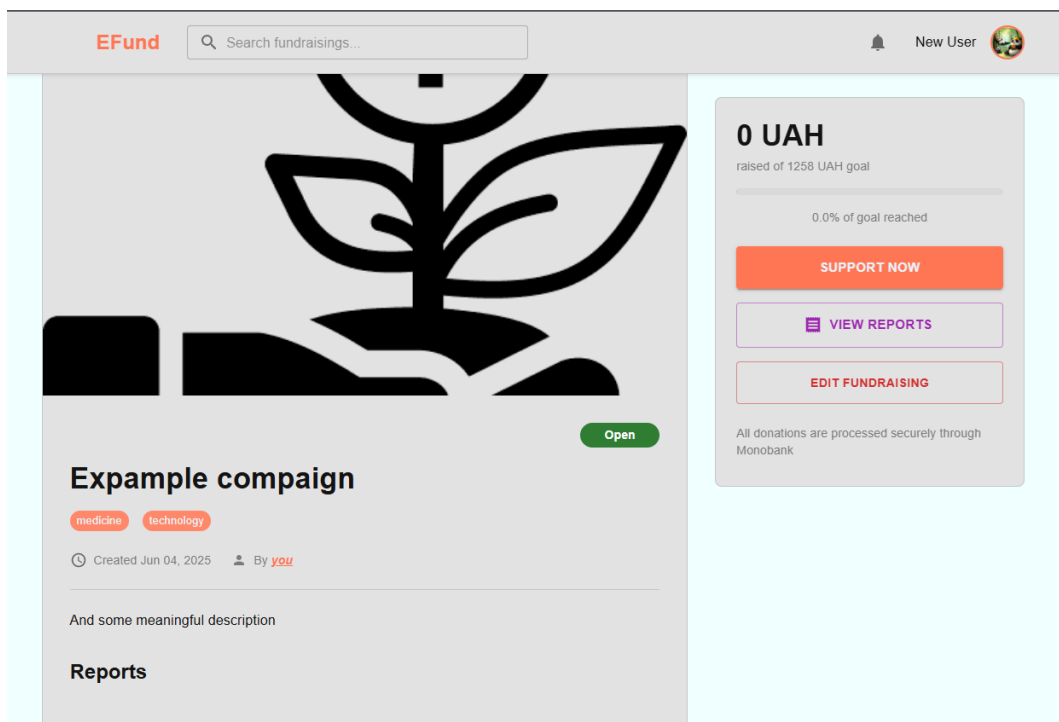 EFund
Search fundraisings...
New User
0 UAH
raised of 1258 UAH goal
0.0% of goal reached
SUPPORT NOW
VIEW REPORTS
EDIT FUNDRAISING
All donations are processed securely through
Monobank
Open
Expample compaign
medicine technology
Created Jun 04, 2025 By you
And some meaningful description
Reports